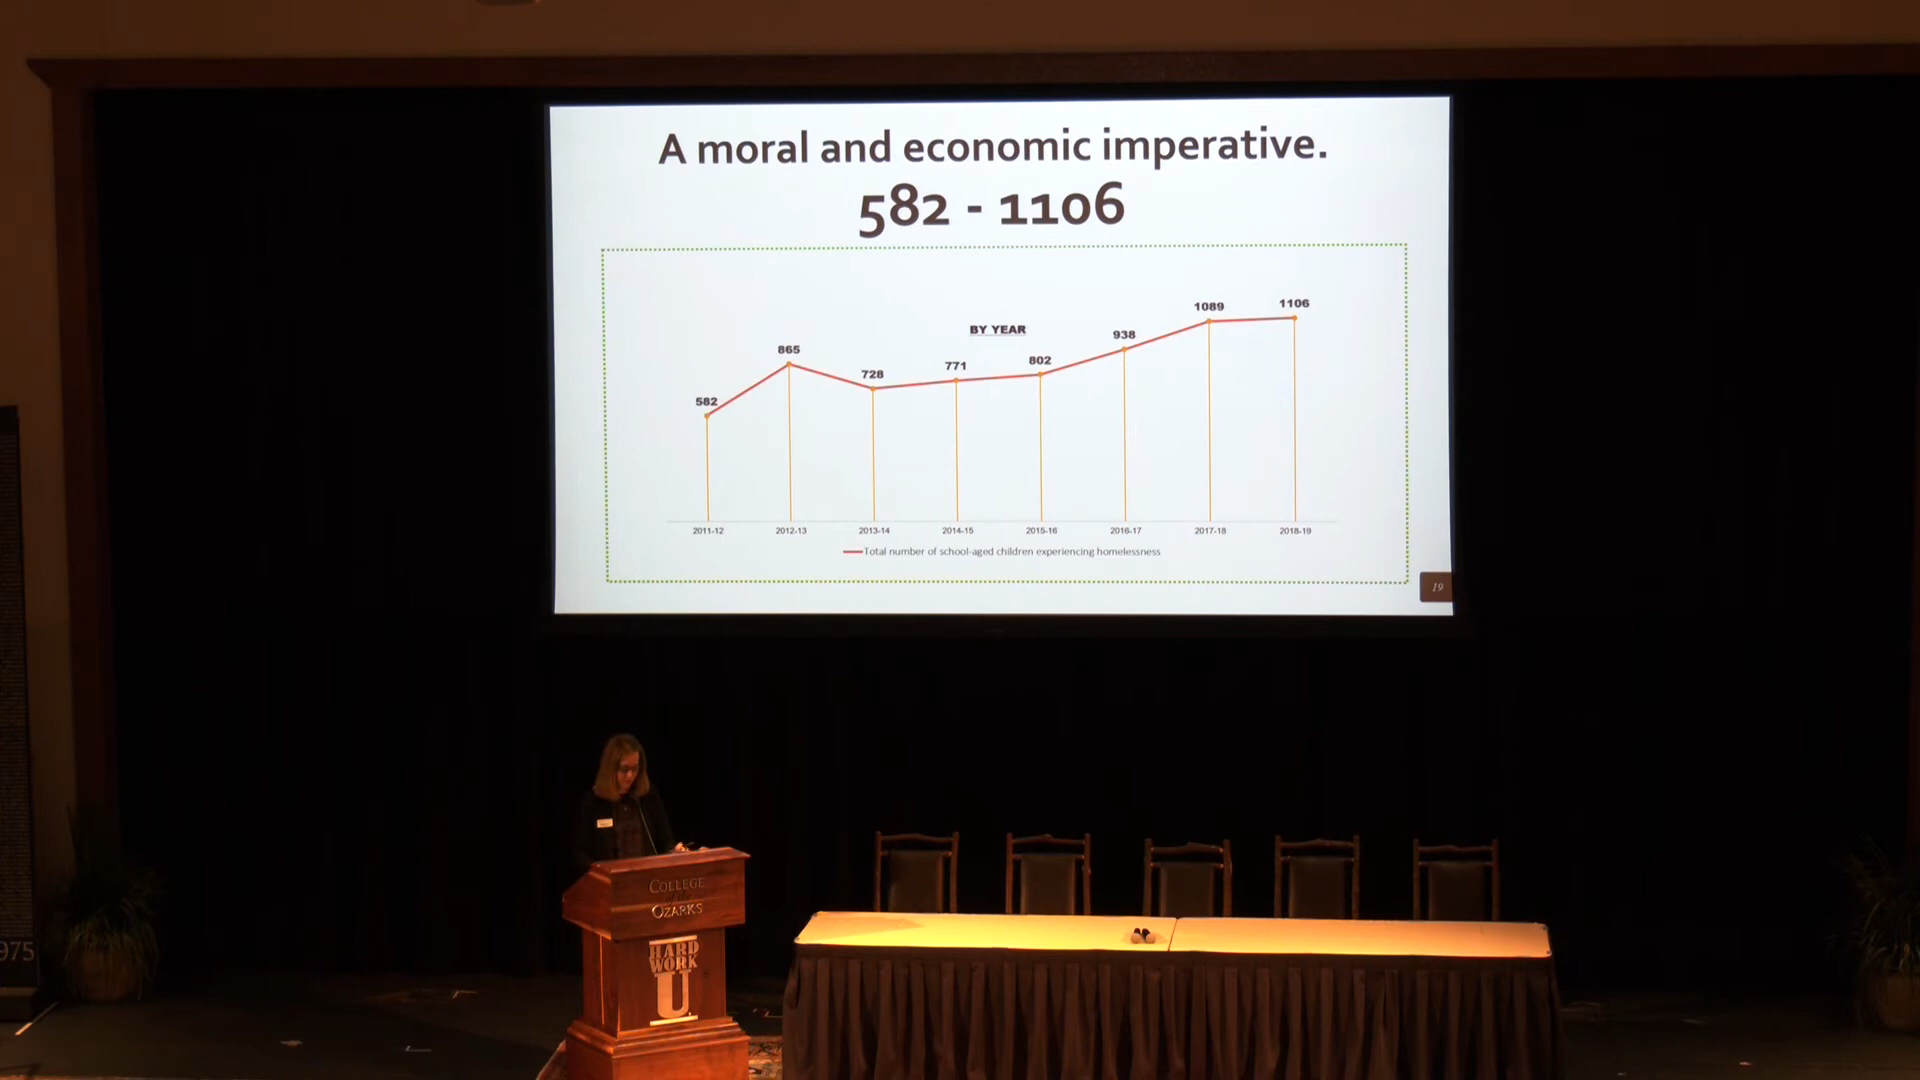 A moral and economic imperative.
582 - 1106
BY YEAR
582
865
728
771
802
938
1089
1106
2011-12
2012-13
2013-14
2014-15
2015-16
2016-17
2017-18
2018-19
Total number of school-aged children experiencing homelessness
19
COLLEGE
of the
OZARKS
HARD
WORK
U.
975